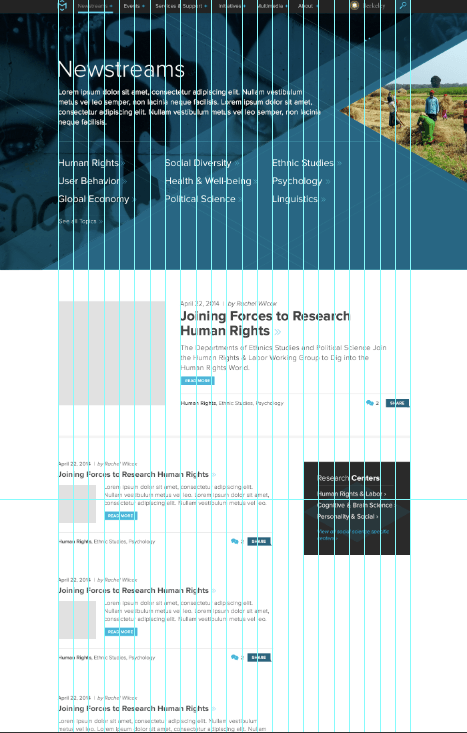 Newstreams + Events + Services & Support + Initiatives + Multimedia + About + Berkeley
Newstreams
Lorem ipsum dolor sit amet, consectetur adipiscing elit. Nullam vestibulum
metus vel leo semper, non lacinia neque facilisis. Lorem ipsum dolor sit amet,
consectetur adipiscing elit. Nullam vestibulum metus vel leo semper, non lacinia
neque facilisis.
Human Rights » Social Diversity » Ethnic Studies »
User Behavior » Health & Well-being » Psychology »
Global Economy » Political Science » Linguistics »
See all Topics »
April 22, 2014 | by Rachel Wilcox
Joining Forces to Research
Human Rights »
The Departments of Ethnics Studies and Political Science Join
the Human Rights & Labor Working Group to Dig into the
Human Rights World.
READ MORE
Human Rights, Ethnic Studies, Psychology 2 SHARE
April 22, 2014 | by Rachel Wilcox
Joining Forces to Research Human Rights »
Lorem ipsum dolor sit amet, consectetur adipiscing elit.
Nullam vestibulum metus vel leo. Lorem ipsum dolor sit amet,
consectetur adipiscing elit. Nullam vestibulum metus vel leo.
READ MORE
Human Rights, Ethnic Studies, Psychology 2 SHARE
Research Centers
Human Rights & Labor ›
Cognitive & Brain Science ›
Personality & Social ›
April 22, 2014 | by Rachel Wilcox
Joining Forces to Research Human Rights »
Lorem ipsum dolor sit amet, consectetur adipiscing elit.
Nullam vestibulum metus vel leo. Lorem ipsum dolor sit amet,
consectetur adipiscing elit. Nullam vestibulum metus vel leo.
READ MORE
Human Rights, Ethnic Studies, Psychology 2 SHARE
April 22, 2014 | by Rachel Wilcox
Joining Forces to Research Human Rights »
Lorem ipsum dolor sit amet, consectetur adipiscing elit. Nullam vestibulum
metus vel leo. Lorem ipsum dolor sit amet, consectetur adipiscing elit. Nullam